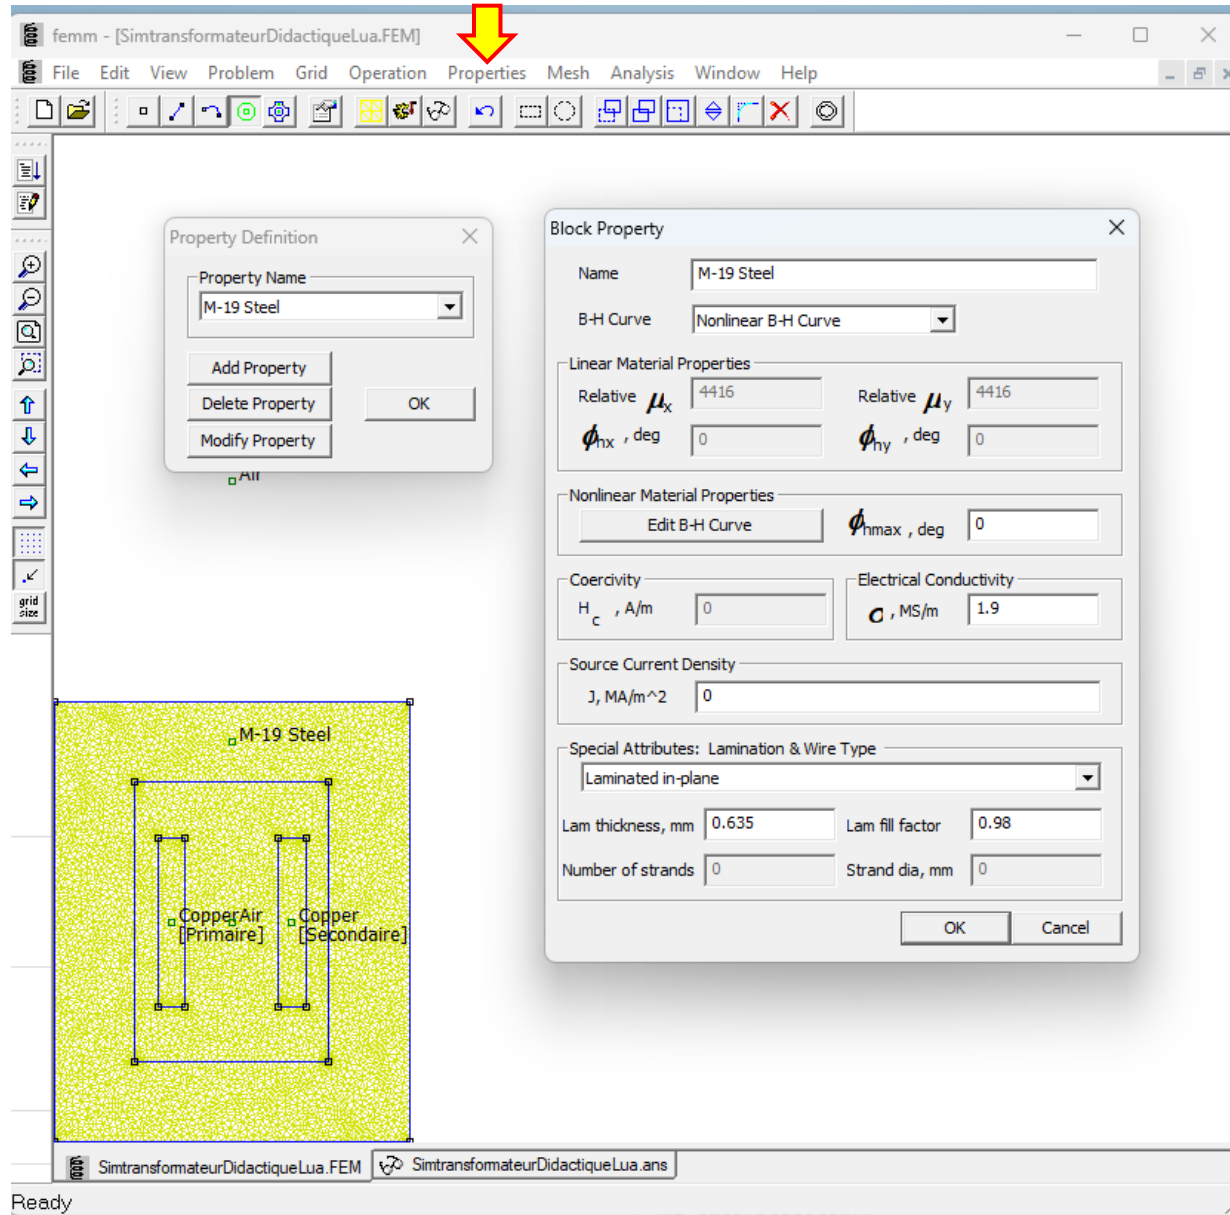 femm - [SimtransformateurDidactiqueLua.FEM]
File Edit View Problem Grid Operation Properties Mesh Analysis Window Help
grid
size
Property Definition
Property Name
M-19 Steel
Add Property
Delete Property
OK
Modify Property
Block Property
Name
M-19 Steel
B-H Curve
Nonlinear B-H Curve
Linear Material Properties
Relative μx 4416
Relative μy 4416
ϕhx , deg 0
ϕhy , deg 0
Nonlinear Material Properties
Edit B-H Curve
ϕhmax , deg 0
Coercivity
Hc , A/m 0
Electrical Conductivity
σ , MS/m 1.9
Source Current Density
J, MA/m^2 0
Special Attributes: Lamination & Wire Type
Laminated in-plane
Lam thickness, mm 0.635
Lam fill factor 0.98
Number of strands 0
Strand dia, mm 0
OK
Cancel
Air
M-19 Steel
CopperAir
[Primaire]
Copper
[Secondaire]
SimtransformateurDidactiqueLua.FEM
SimtransformateurDidactiqueLua.ans
Ready